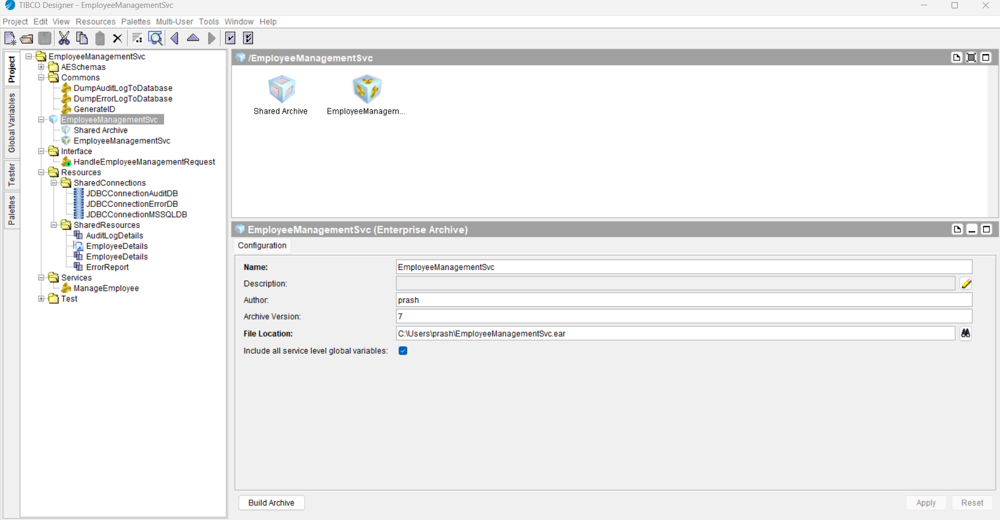 TIBCO Designer - EmployeeManagementSvc
Project Edit View Resources Palettes Multi-User Tools Window Help
Project
Global Variables
Tester
Palettes
EmployeeManagementSvc
AESchemas
Commons
DumpAuditLogToDatabase
DumpErrorLogToDatabase
GenerateID
EmployeeManagementSvc
Shared Archive
EmployeeManagementSvc
Interface
HandleEmployeeManagementRequest
Resources
SharedConnections
JDBCConnectionAuditDB
JDBCConnectionErrorDB
JDBCConnectionMSSQLDB
SharedResources
AuditLogDetails
EmployeeDetails
EmployeeDetails
ErrorReport
Services
ManageEmployee
Test
/EmployeeManagementSvc
Shared Archive
EmployeeManagem...
EmployeeManagementSvc (Enterprise Archive)
Configuration
Name: EmployeeManagementSvc
Description:
Author: prash
Archive Version: 7
File Location: C:\Users\prash\EmployeeManagementSvc.ear
Include all service level global variables:
Build Archive
Apply
Reset